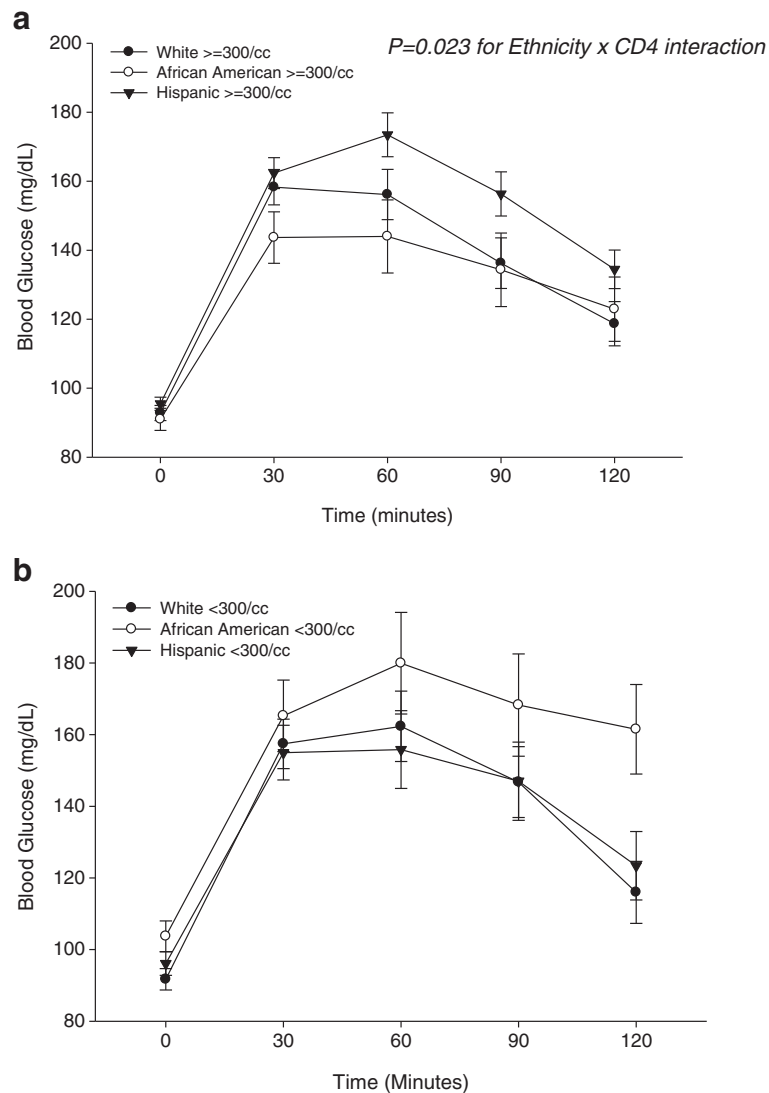 a
P=0.023 for Ethnicity x CD4 interaction
White >=300/cc
African American >=300/cc
Hispanic >=300/cc
Blood Glucose (mg/dL)
200
180
160
140
120
100
80
0 30 60 90 120
Time (minutes)
b
White <300/cc
African American <300/cc
Hispanic <300/cc
Blood Glucose (mg/dL)
200
180
160
140
120
100
80
0 30 60 90 120
Time (Minutes)